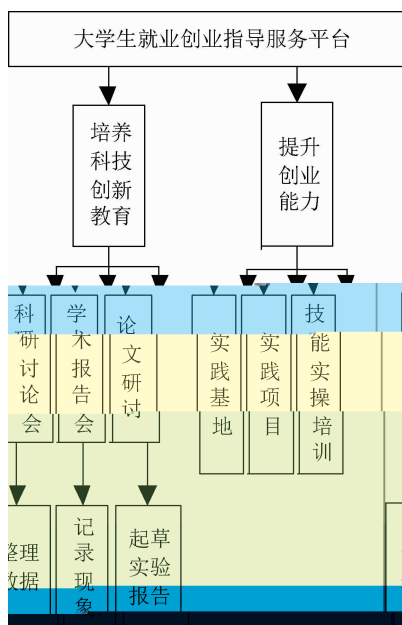 大学生就业创业指导服务平台
培养
科技
创新
教育
提升
创业
能力
科研讨论会
学术报告会
论文研讨
实践基地
实践项目
技能实操培训
整理
数据
记录现象
起草
实验
报告